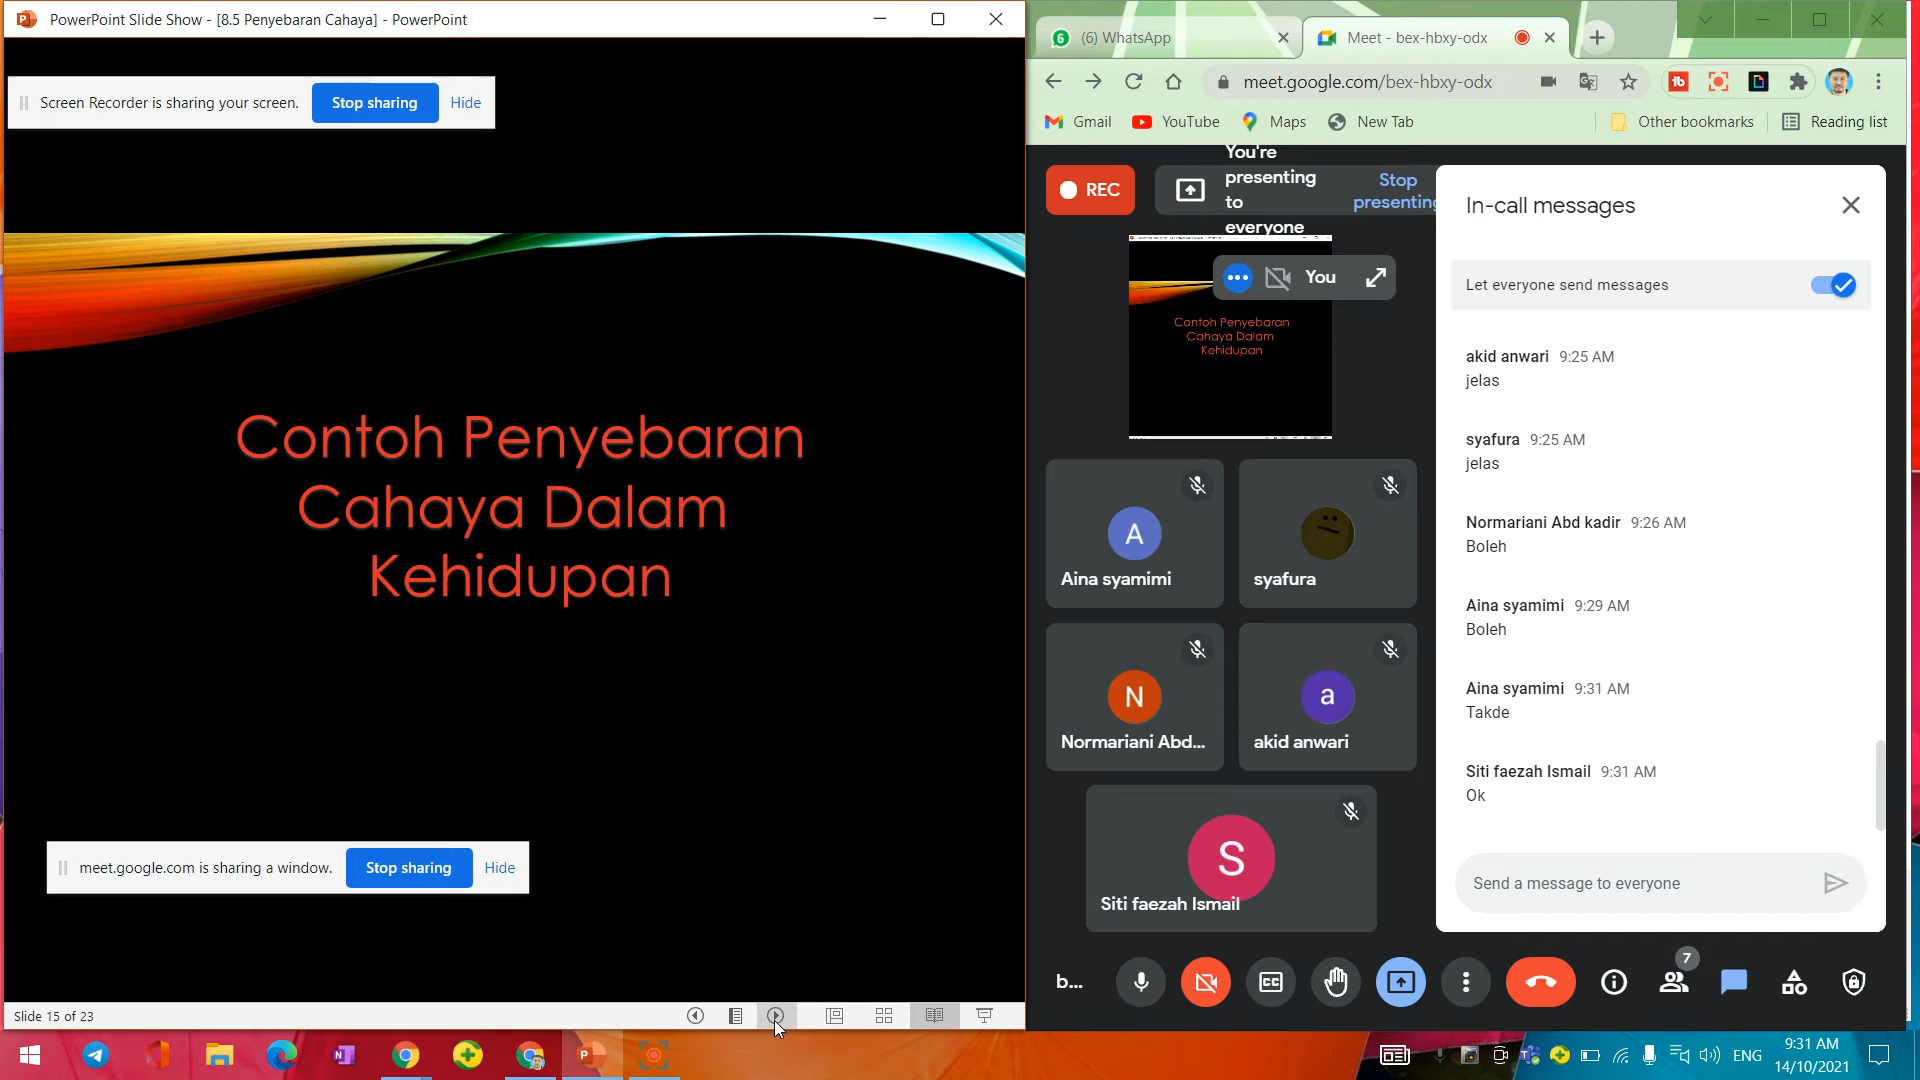 PowerPoint Slide Show - [8.5 Penyebaran Cahaya] - PowerPoint
Screen Recorder is sharing your screen.
Stop sharing
Hide
Contoh Penyebaran
Cahaya Dalam
Kehidupan
meet.google.com is sharing a window.
Stop sharing
Hide
Slide 15 of 23
(6) WhatsApp
Meet - bex-hbxy-odx
meet.google.com/bex-hbxy-odx
Gmail
YouTube
Maps
New Tab
Other bookmarks
Reading list
REC
You're
presenting
to
everyone
Stop
presenting
You
Contoh Penyebaran
Cahaya Dalam
Kehidupan
A
Aina syamimi
syafura
N
Normariani Abd...
a
akid anwari
S
Siti faezah Ismail
In-call messages
Let everyone send messages
akid anwari 9:25 AM
jelas
syafura 9:25 AM
jelas
Normariani Abd kadir 9:26 AM
Boleh
Aina syamimi 9:29 AM
Boleh
Aina syamimi 9:31 AM
Takde
Siti faezah Ismail 9:31 AM
Ok
Send a message to everyone
b...
7
ENG
9:31 AM
14/10/2021